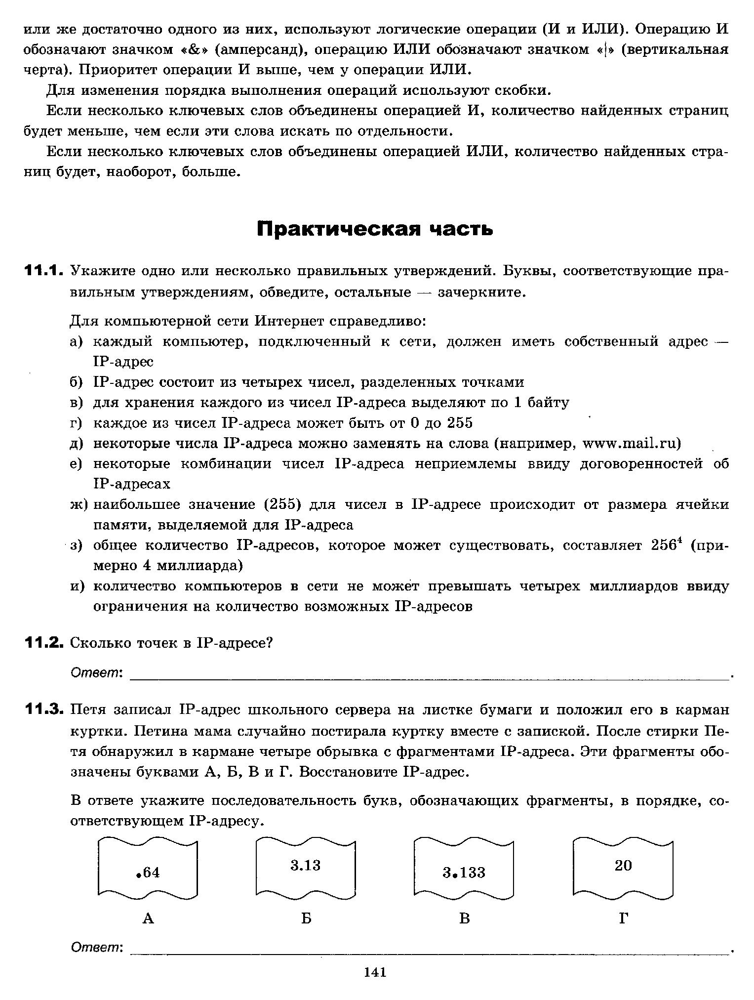 или же достаточно одного из них, используют логические операции (И и ИЛИ). Операцию И
обозначают значком «&» (амперсанд), операцию ИЛИ обозначают значком «|» (вертикальная
черта). Приоритет операции И выше, чем у операции ИЛИ.
Для изменения порядка выполнения операций используют скобки.
Если несколько ключевых слов объединены операцией И, количество найденных страниц
будет меньше, чем если эти слова искать по отдельности.
Если несколько ключевых слов объединены операцией ИЛИ, количество найденных стра-
ниц будет, наоборот, больше.
Практическая часть
11.1. Укажите одно или несколько правильных утверждений. Буквы, соответствующие пра-
вильным утверждениям, обведите, остальные — зачеркните.
Для компьютерной сети Интернет справедливо:
а) каждый компьютер, подключенный к сети, должен иметь собственный адрес —
IP-адрес
б) IP-адрес состоит из четырех чисел, разделенных точками
в) для хранения каждого из чисел IP-адреса выделяют по 1 байту
г) каждое из чисел IP-адреса может быть от 0 до 255
д) некоторые числа IP-адреса можно заменять на слова (например, www.mail.ru)
е) некоторые комбинации чисел IP-адреса неприемлемы ввиду договоренностей об
IP-адресах
ж) наибольшее значение (255) для чисел в IP-адресе происходит от размера ячейки
памяти, выделяемой для IP-адреса
з) общее количество IP-адресов, которое может существовать, составляет 256⁴ (при-
мерно 4 миллиарда)
и) количество компьютеров в сети не может превышать четырех миллиардов ввиду
ограничения на количество возможных IP-адресов
11.2. Сколько точек в IP-адресе?
Ответ: .
11.3. Петя записал IP-адрес школьного сервера на листке бумаги и положил его в карман
куртки. Петина мама случайно постирала куртку вместе с запиской. После стирки Пе-
тя обнаружил в кармане четыре обрывка с фрагментами IP-адреса. Эти фрагменты обо-
значены буквами А, Б, В и Г. Восстановите IP-адрес.
В ответе укажите последовательность букв, обозначающих фрагменты, в порядке, со-
ответствующем IP-адресу.
.64 3.13 3.133 20
А Б В Г
Ответ: .
141